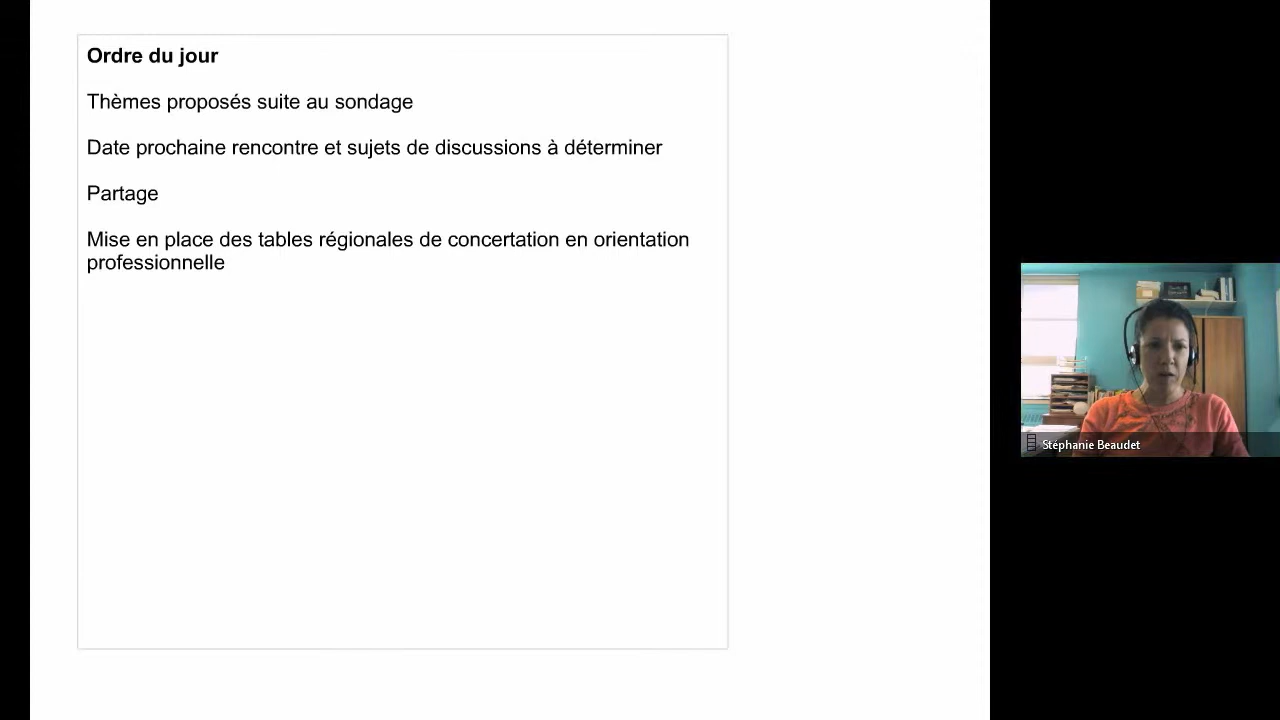 Ordre du jour
Thèmes proposés suite au sondage
Date prochaine rencontre et sujets de discussions à déterminer
Partage
Mise en place des tables régionales de concertation en orientation
professionnelle
Stéphanie Beaudet